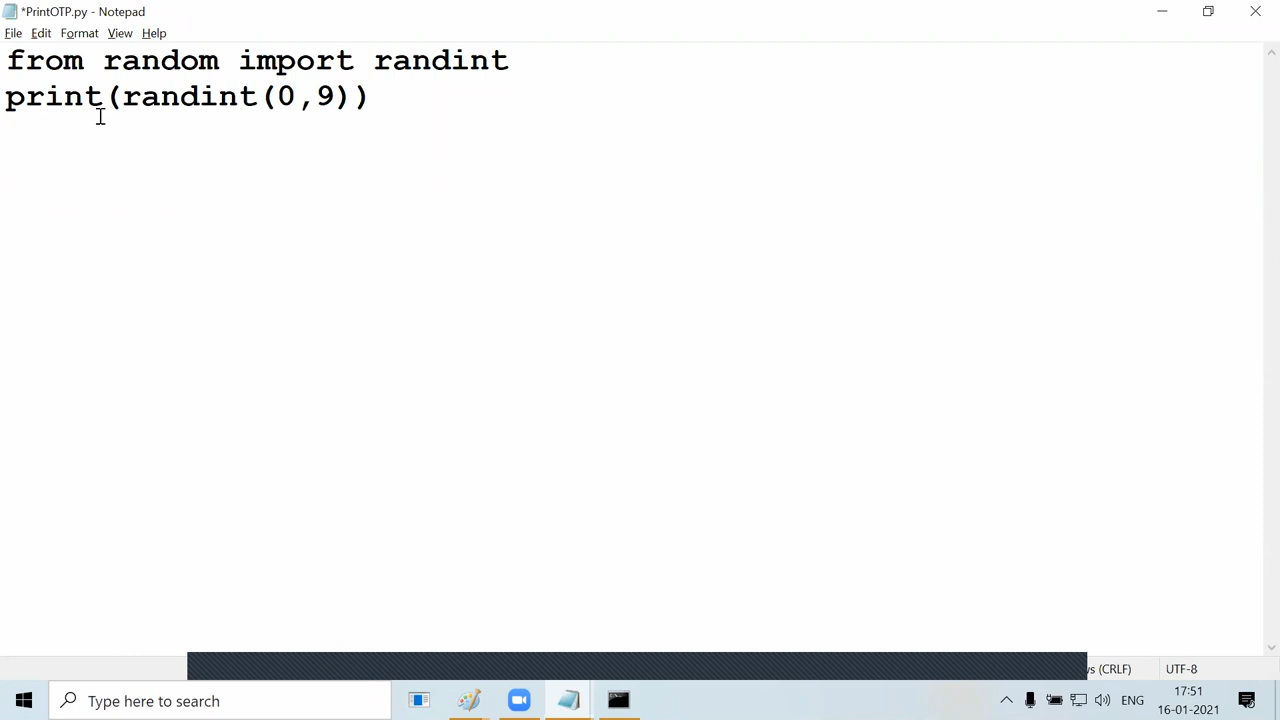 *PrintOTP.py - Notepad
File Edit Format View Help
from random import randint
print(randint(0,9))
s (CRLF) UTF-8
Type here to search
ENG
17:51
16-01-2021